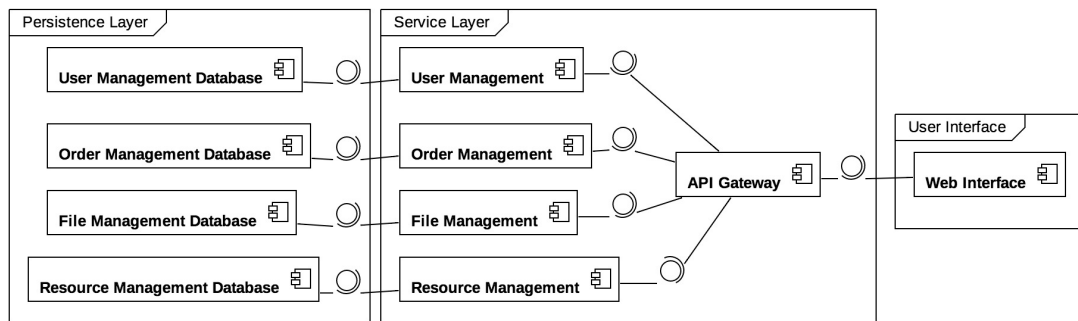 Persistence Layer
User Management Database
Order Management Database
File Management Database
Resource Management Database
Service Layer
User Management
Order Management
File Management
Resource Management
API Gateway
User Interface
Web Interface